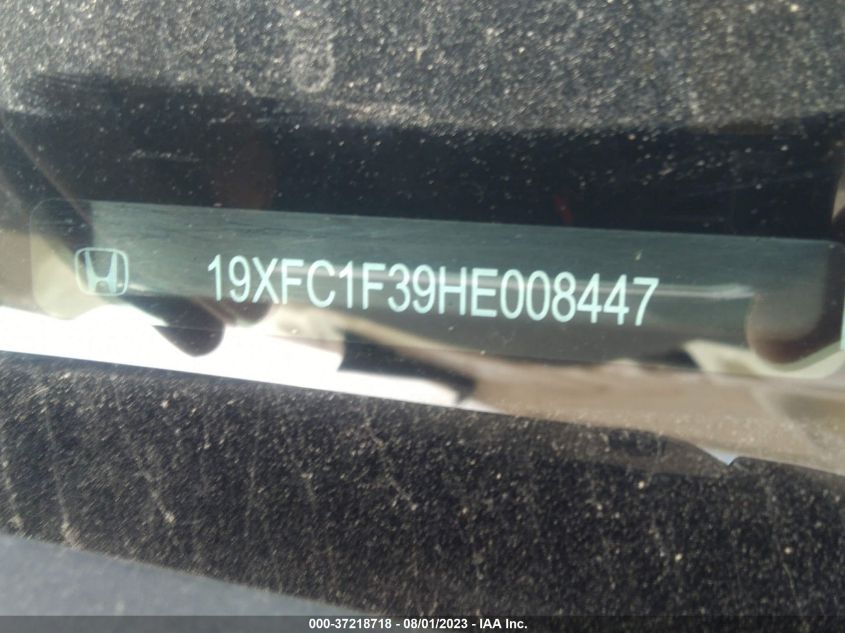 19XFC1F39HE008447
000-37218718 - 08/01/2023 - IAA Inc.